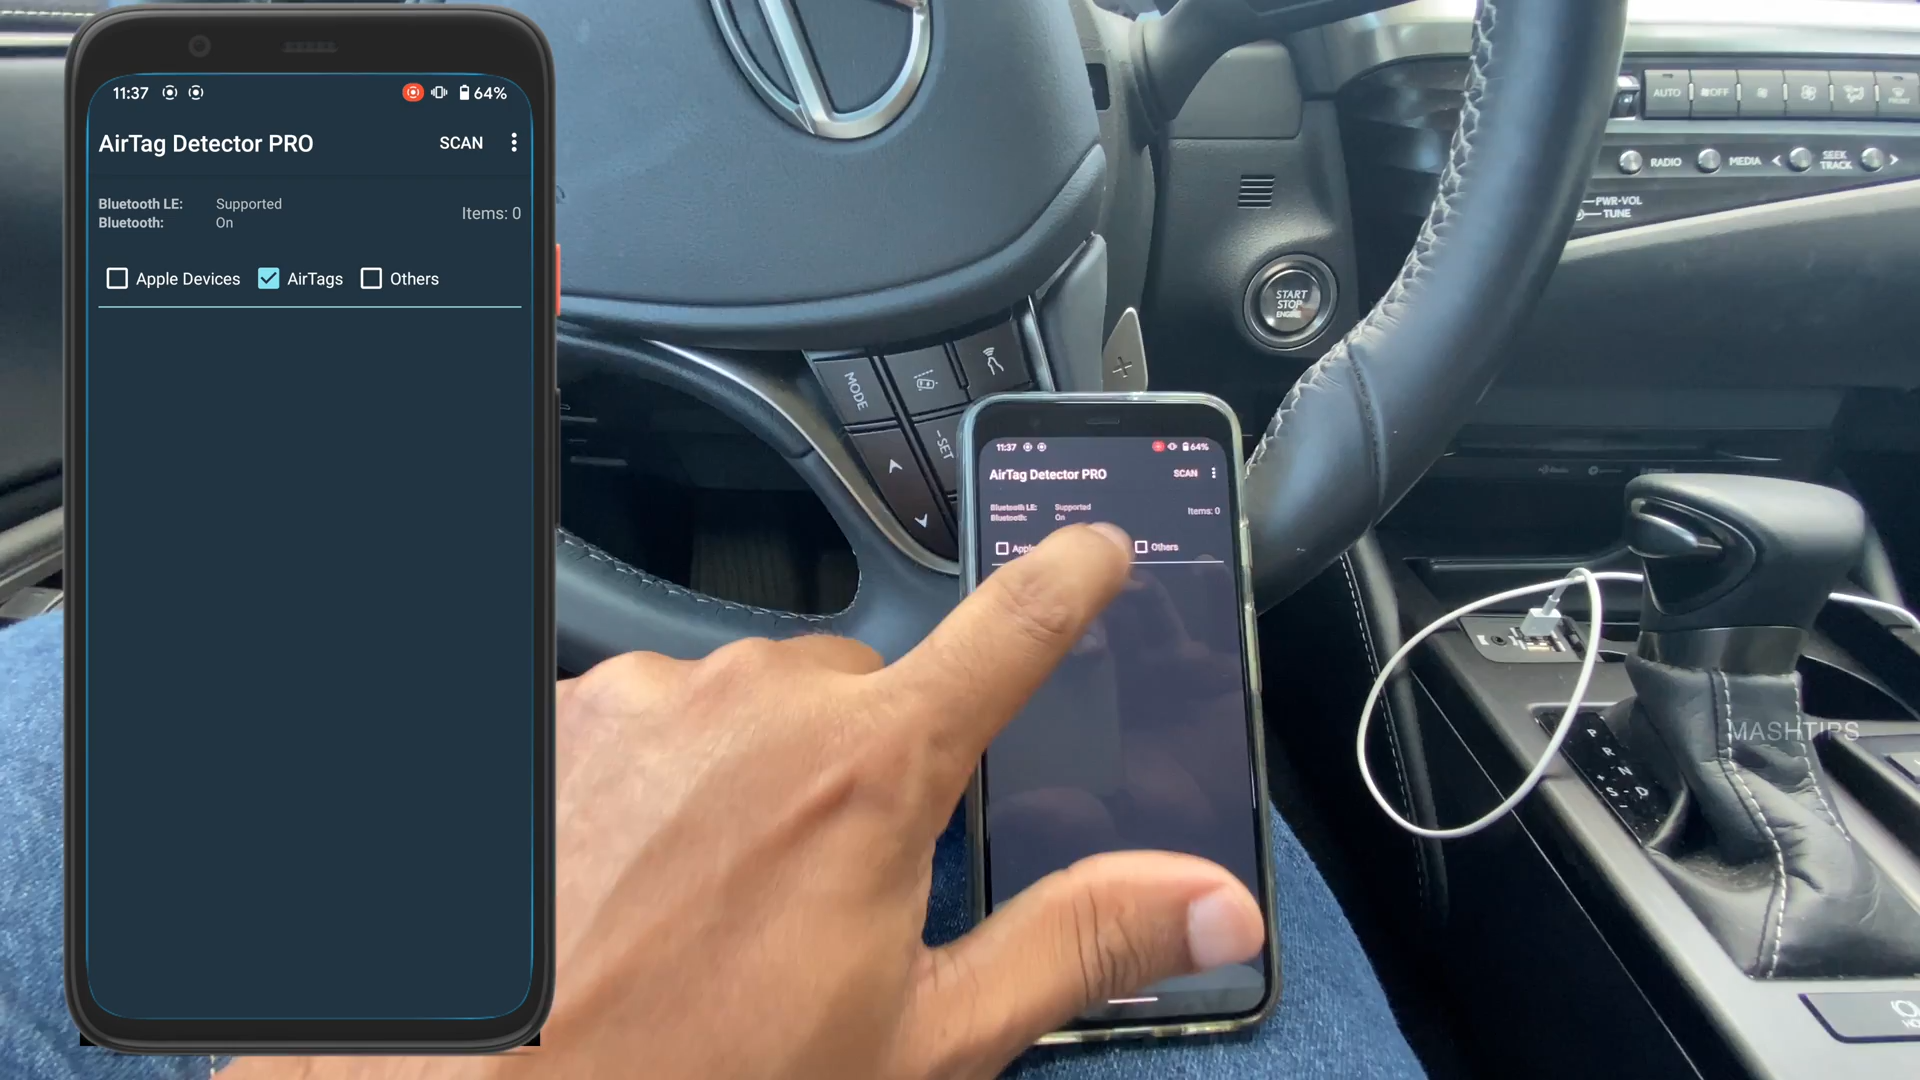 11:37
64%
AirTag Detector PRO
SCAN
Bluetooth LE: Supported
Bluetooth: On
Items: 0
Apple Devices
AirTags
Others
MODE
-SET
START
STOP
ENGINE
AUTO
OFF
FRONT
RADIO
MEDIA
SEEK
TRACK
PWR-VOL
TUNE
11:37
64%
AirTag Detector PRO
SCAN
Bluetooth LE: Supported
Bluetooth: On
Items: 0
Others
P
R
N
D
+
S
-
MASHTIPS